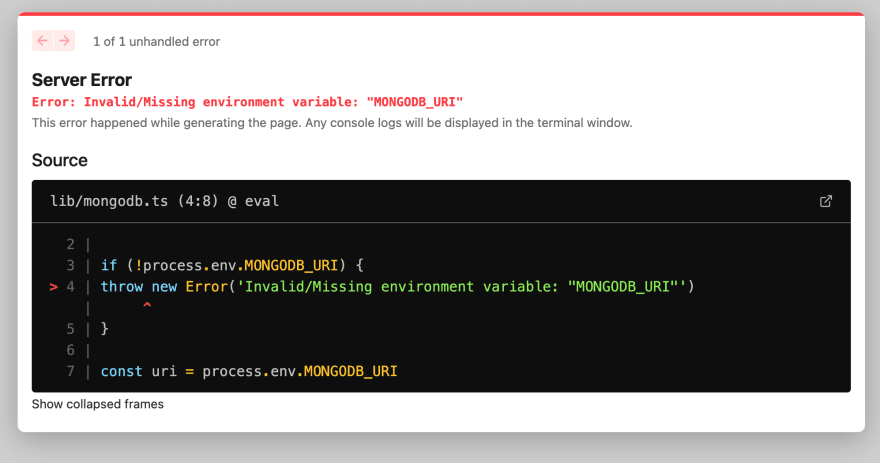 1 of 1 unhandled error
Server Error
Error: Invalid/Missing environment variable: "MONGODB_URI"
This error happened while generating the page. Any console logs will be displayed in the terminal window.
Source
lib/mongodb.ts (4:8) @ eval
2 |
3 | if (!process.env.MONGODB_URI) {
> 4 | throw new Error('Invalid/Missing environment variable: "MONGODB_URI"')
| ^
5 | }
6 |
7 | const uri = process.env.MONGODB_URI
Show collapsed frames